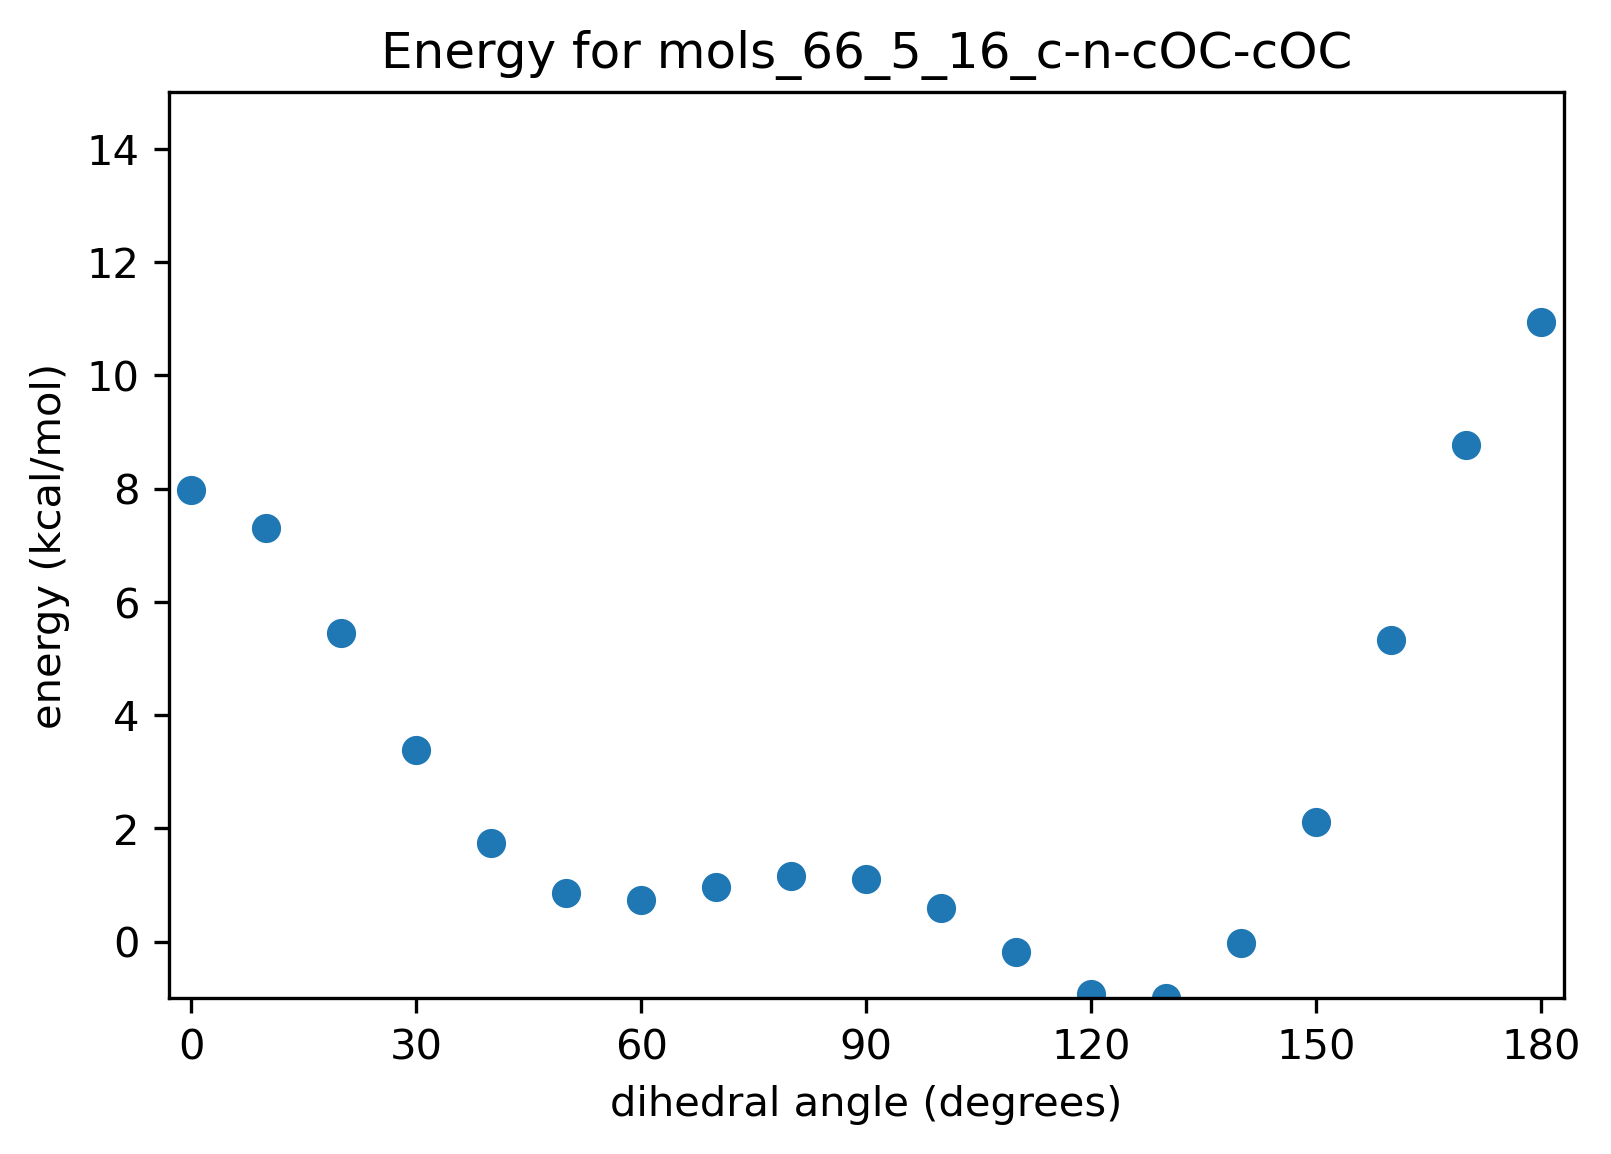 Energy for mols_66_5_16_c-n-cOC-cOC
energy (kcal/mol)
14
12
10
8
6
4
2
0
0 30 60 90 120 150 180
dihedral angle (degrees)